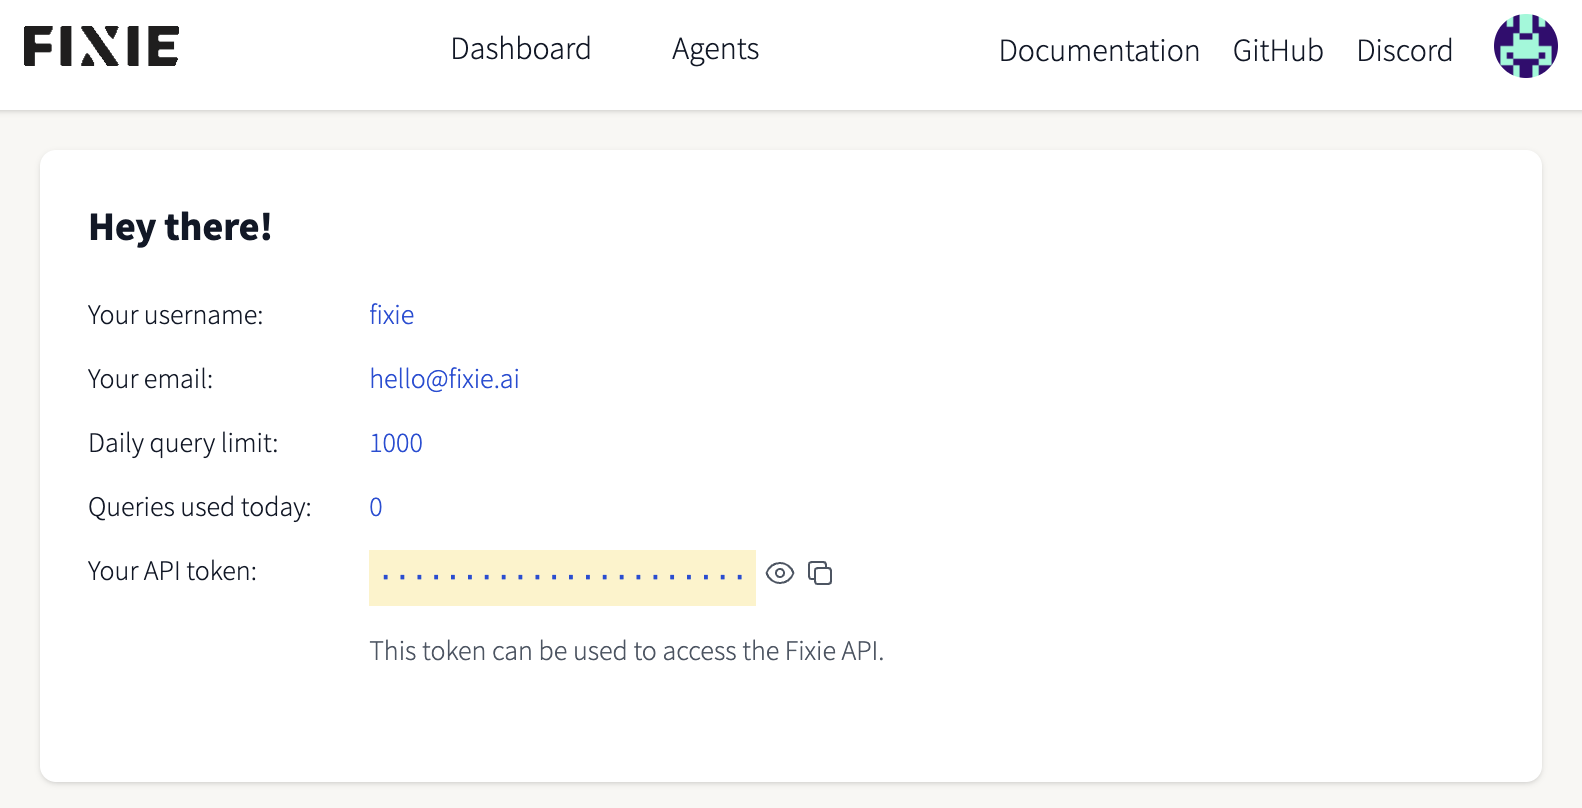 FIXIE Dashboard Agents Documentation GitHub Discord
Hey there!
Your username: fixie
Your email: hello@fixie.ai
Daily query limit: 1000
Queries used today: 0
Your API token: ······················
This token can be used to access the Fixie API.